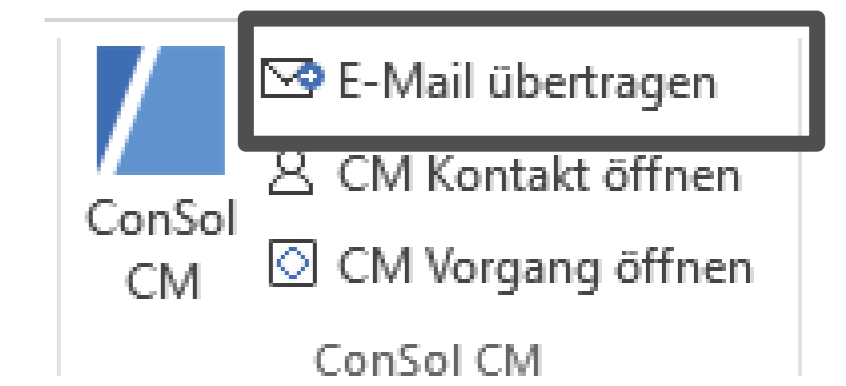 E-Mail übertragen
CM Kontakt öffnen
CM Vorgang öffnen
ConSol
CM
ConSol CM